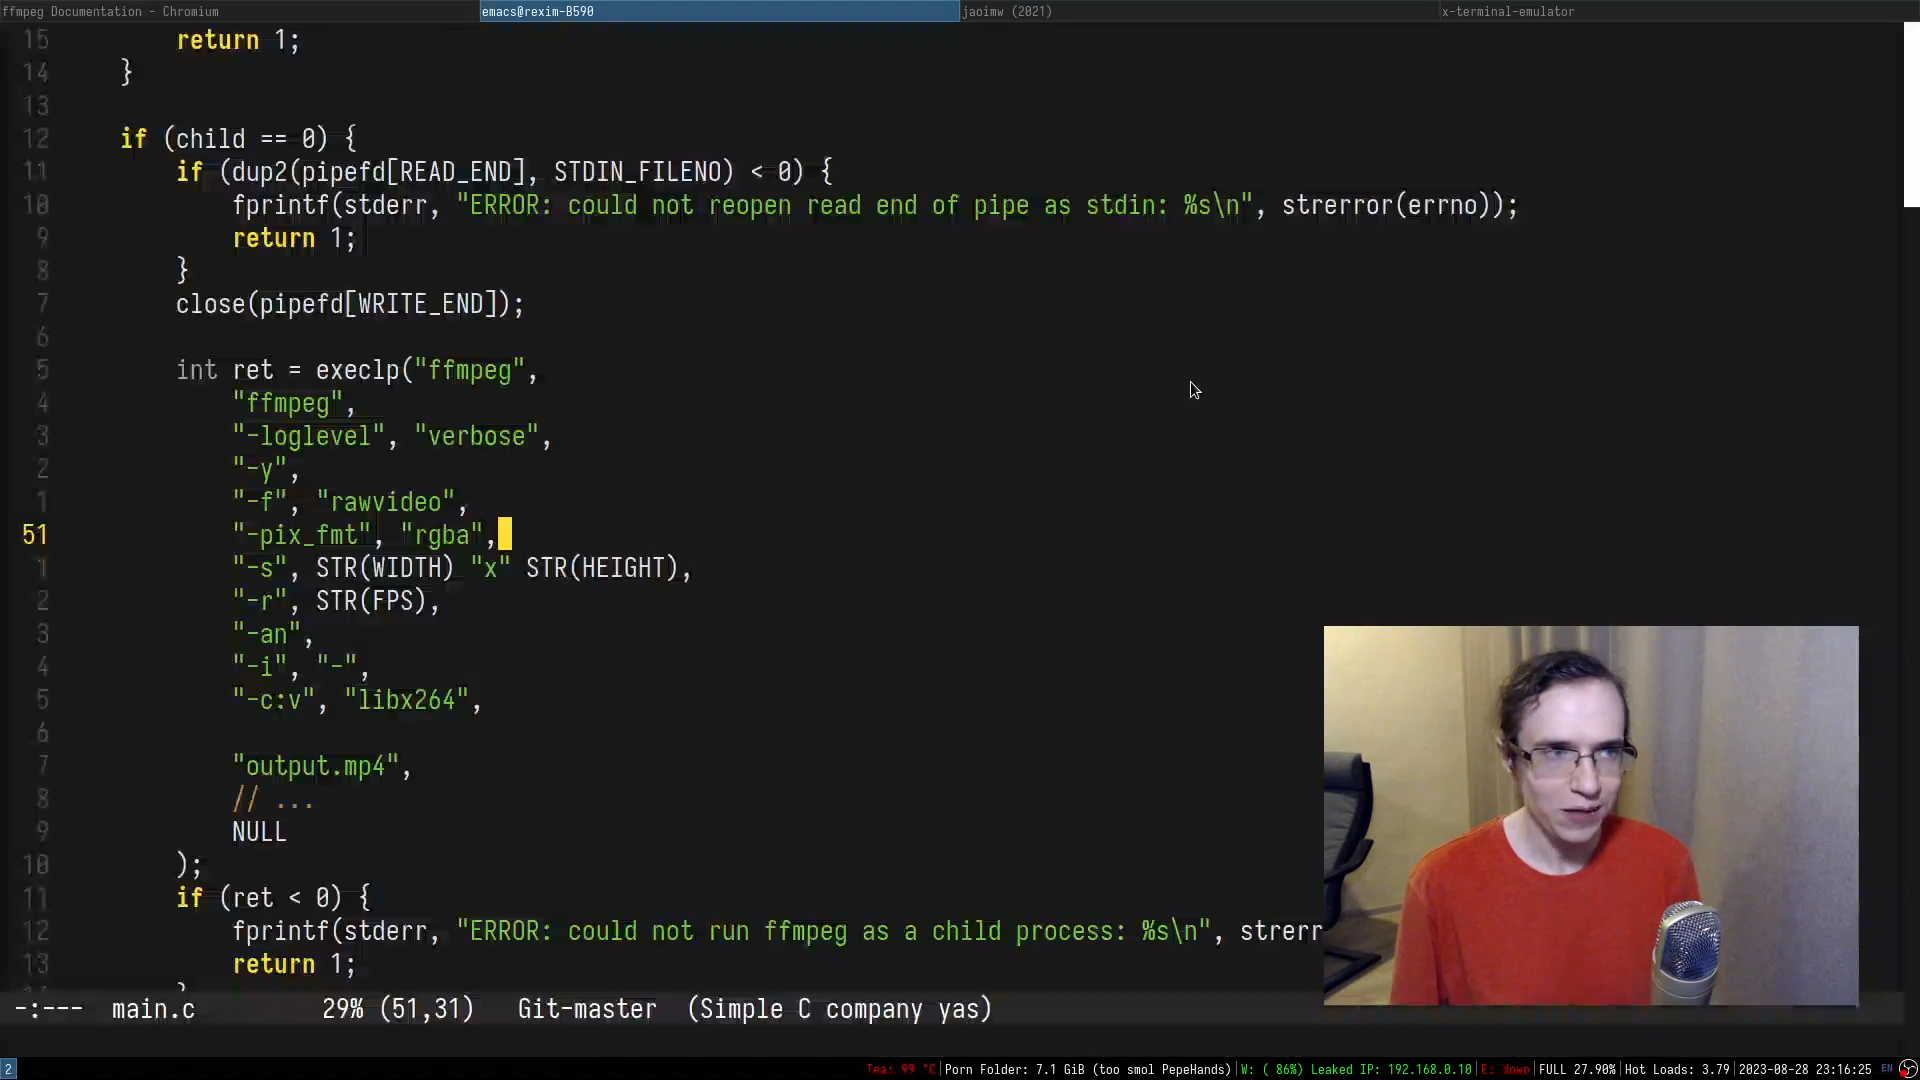 ffmpeg Documentation - Chromium emacs@rexim-B590 jaoimw (2021) x-terminal-emulator
15 return 1;
14 }
13
12 if (child == 0) {
11 if (dup2(pipefd[READ_END], STDIN_FILENO) < 0) {
10 fprintf(stderr, "ERROR: could not reopen read end of pipe as stdin: %s\n", strerror(errno));
9 return 1;
8 }
7 close(pipefd[WRITE_END]);
6
5 int ret = execlp("ffmpeg",
4 "ffmpeg",
3 "-loglevel", "verbose",
2 "-y",
1 "-f", "rawvideo",
51 "-pix_fmt", "rgba",
1 "-s", STR(WIDTH) "x" STR(HEIGHT),
2 "-r", STR(FPS),
3 "-an",
4 "-i", "-",
5 "-c:v", "libx264",
6
7 "output.mp4",
8 // ...
9 NULL
10 );
11 if (ret < 0) {
12 fprintf(stderr, "ERROR: could not run ffmpeg as a child process: %s\n", strerr
13 return 1;
-:--- main.c 29% (51,31) Git-master (Simple C company yas)
2 Tea: 99 °C|Porn Folder: 7.1 GiB (too smol PepeHands)|W: ( 86%) Leaked IP: 192.168.0.10|E: down|FULL 27.90%|Hot Loads: 3.79|2023-08-28 23:16:25 EN